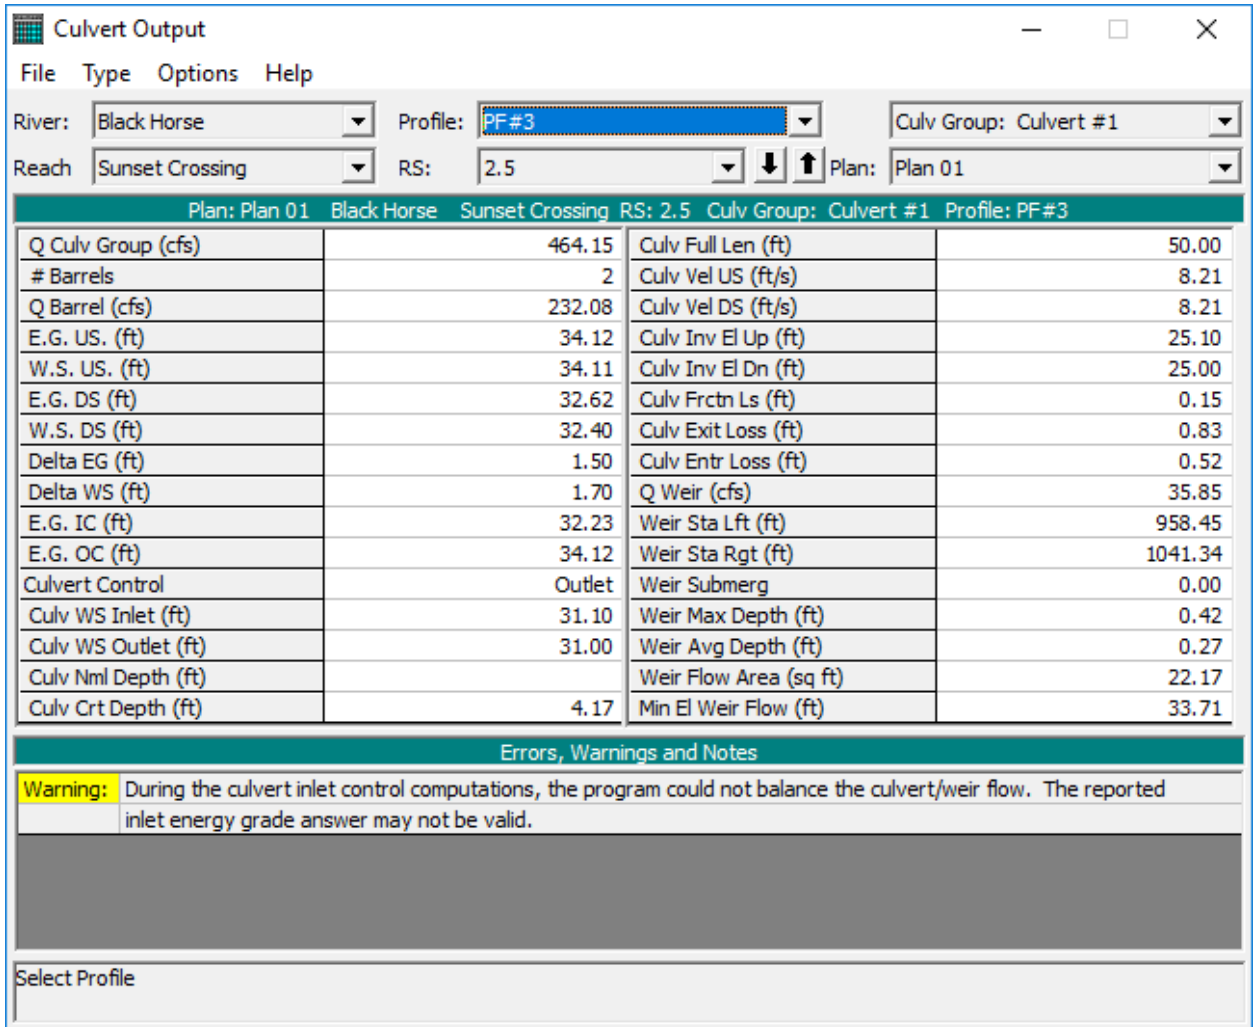 Culvert Output
File Type Options Help
River: Black Horse Profile: PF#3 Culv Group: Culvert #1
Reach Sunset Crossing RS: 2.5 Plan: Plan 01
Plan: Plan 01 Black Horse Sunset Crossing RS: 2.5 Culv Group: Culvert #1 Profile: PF#3
Q Culv Group (cfs) 464.15 Culv Full Len (ft) 50.00
# Barrels 2 Culv Vel US (ft/s) 8.21
Q Barrel (cfs) 232.08 Culv Vel DS (ft/s) 8.21
E.G. US. (ft) 34.12 Culv Inv El Up (ft) 25.10
W.S. US. (ft) 34.11 Culv Inv El Dn (ft) 25.00
E.G. DS (ft) 32.62 Culv Frctn Ls (ft) 0.15
W.S. DS (ft) 32.40 Culv Exit Loss (ft) 0.83
Delta EG (ft) 1.50 Culv Entr Loss (ft) 0.52
Delta WS (ft) 1.70 Q Weir (cfs) 35.85
E.G. IC (ft) 32.23 Weir Sta Lft (ft) 958.45
E.G. OC (ft) 34.12 Weir Sta Rgt (ft) 1041.34
Culvert Control Outlet Weir Submerg 0.00
Culv WS Inlet (ft) 31.10 Weir Max Depth (ft) 0.42
Culv WS Outlet (ft) 31.00 Weir Avg Depth (ft) 0.27
Culv Nml Depth (ft) Weir Flow Area (sq ft) 22.17
Culv Crt Depth (ft) 4.17 Min El Weir Flow (ft) 33.71
Errors, Warnings and Notes
Warning: During the culvert inlet control computations, the program could not balance the culvert/weir flow. The reported
inlet energy grade answer may not be valid.
Select Profile